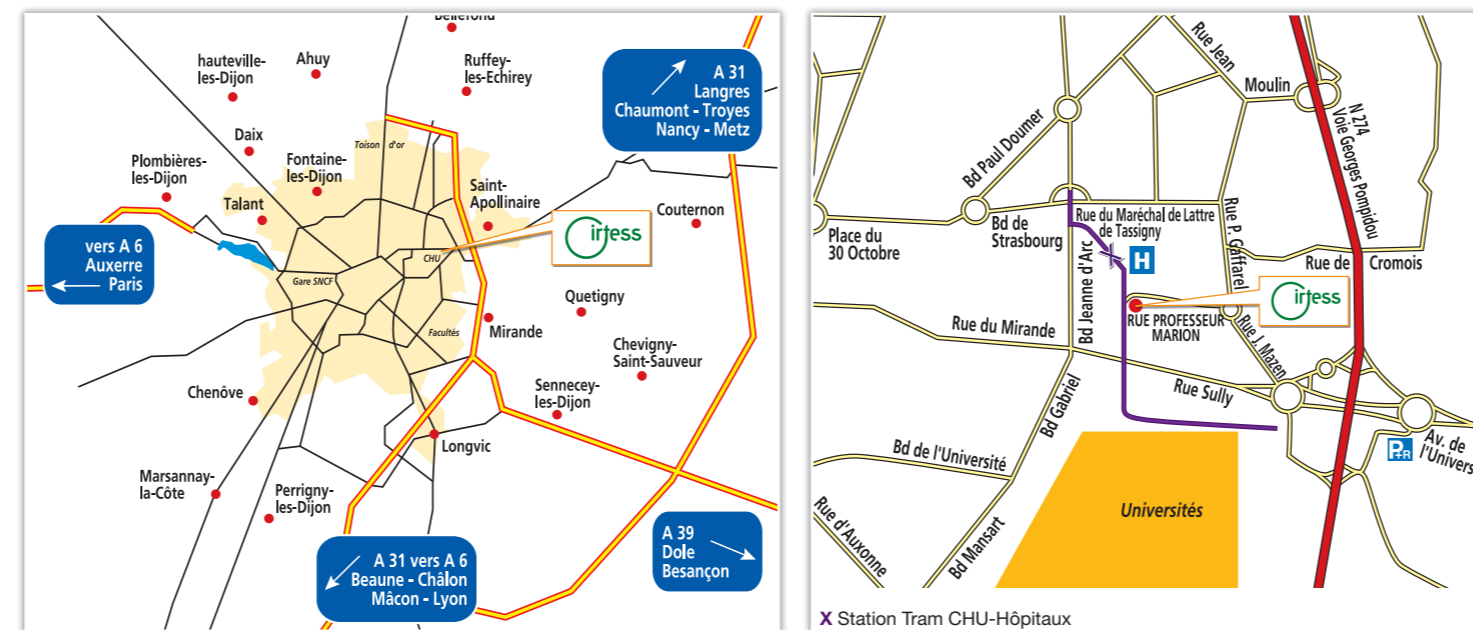 Bellefond
hauteville-
les-Dijon
Ahuy
Ruffey-
les-Echirey
A 31
Langres
Chaumont - Troyes
Nancy - Metz
Daix
Toison d'or
Plombières-
les-Dijon
Fontaine-
les-Dijon
Talant
Saint-
Apollinaire
Couternon
irtess
vers A 6
Auxerre
Paris
CHU
Gare SNCF
Quetigny
Facultés
Mirande
Chevigny-
Saint-Sauveur
Chenôve
Sennecey-
les-Dijon
Longvic
Marsannay-
la-Côte
Perrigny-
les-Dijon
A 31 vers A 6
Beaune - Châlon
Mâcon - Lyon
A 39
Dole
Besançon
Rue Jean
Moulin
N 274
Voie Georges Pompidou
Bd Paul Doumer
Place du
30 Octobre
Bd de
Strasbourg
Rue du Maréchal de Lattre
de Tassigny
Rue P. Gaffarel
H
Rue de Cromois
Bd Jeanne d'Arc
irtess
Rue du Mirande
RUE PROFESSEUR
MARION
Rue J. Mazen
Rue Sully
Bd Gabriel
Bd de l'Université
P+R
Av. de
l'Univers
Universités
Rue d'Auxonne
Bd Mansart
X Station Tram CHU-Hôpitaux